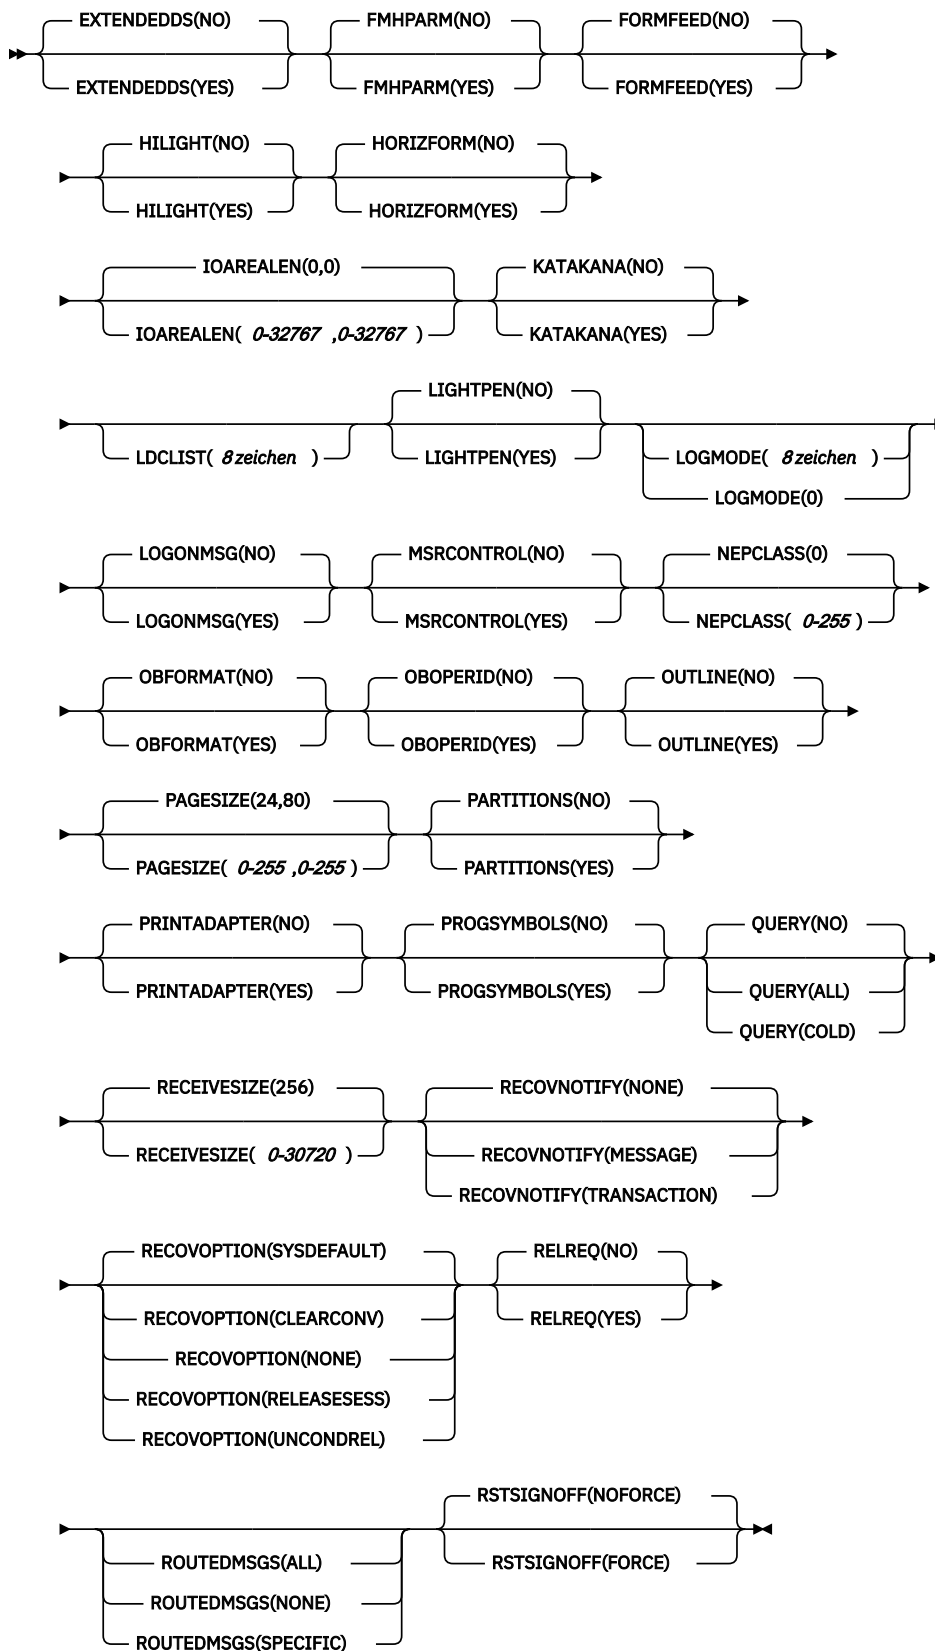 EXTENDEDDS(NO) FMHPARM(NO) FORMFEED(NO)
EXTENDEDDS(YES) FMHPARM(YES) FORMFEED(YES)
HILIGHT(NO) HORIZFORM(NO)
HILIGHT(YES) HORIZFORM(YES)
IOAREALEN(0,0) KATAKANA(NO)
IOAREALEN( 0-32767 ,0-32767 ) KATAKANA(YES)
LIGHTPEN(NO)
LDCLIST( 8 zeichen ) LIGHTPEN(YES) LOGMODE( 8 zeichen )
LOGMODE(0)
LOGONMSG(NO) MSRCONTROL(NO) NEPCLASS(0)
LOGONMSG(YES) MSRCONTROL(YES) NEPCLASS( 0-255 )
OBFORMAT(NO) OBOPERID(NO) OUTLINE(NO)
OBFORMAT(YES) OBOPERID(YES) OUTLINE(YES)
PAGESIZE(24,80) PARTITIONS(NO)
PAGESIZE( 0-255 ,0-255 ) PARTITIONS(YES)
PRINTADAPTER(NO) PROGSYMBOLS(NO) QUERY(NO)
PRINTADAPTER(YES) PROGSYMBOLS(YES) QUERY(ALL)
QUERY(COLD)
RECEIVESIZE(256) RECOVNOTIFY(NONE)
RECEIVESIZE( 0-30720 ) RECOVNOTIFY(MESSAGE)
RECOVNOTIFY(TRANSACTION)
RECOVOPTION(SYSDEFAULT) RELREQ(NO)
RECOVOPTION(CLEARCONV) RELREQ(YES)
RECOVOPTION(NONE)
RECOVOPTION(RELEASESESS)
RECOVOPTION(UNCONDREL)
RSTSIGNOFF(NOFORCE)
ROUTEDMSGS(ALL) RSTSIGNOFF(FORCE)
ROUTEDMSGS(NONE)
ROUTEDMSGS(SPECIFIC)